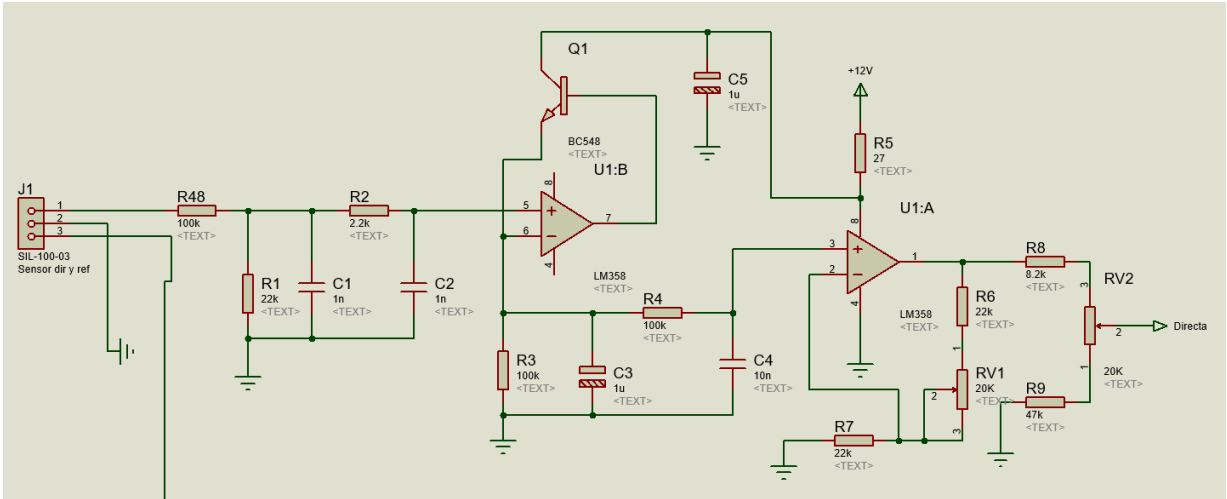 J1
1
2
3
SIL-100-03
Sensor dir y ref
R48
100k
<TEXT>
R1
22k
<TEXT>
C1
1n
<TEXT>
R2
2.2k
<TEXT>
C2
1n
<TEXT>
Q1
BC548
<TEXT>
U1:B
8
5
6
7
4
LM358
<TEXT>
R3
100k
<TEXT>
C3
1u
<TEXT>
R4
100k
<TEXT>
C4
10n
<TEXT>
C5
1u
<TEXT>
+12V
R5
27
<TEXT>
U1:A
8
3
2
1
4
LM358
<TEXT>
R6
22k
<TEXT>
1
RV1
2
20K
<TEXT>
3
R7
22k
<TEXT>
R8
8.2k
<TEXT>
RV2
3
2
Directa
1
20K
<TEXT>
R9
47k
<TEXT>